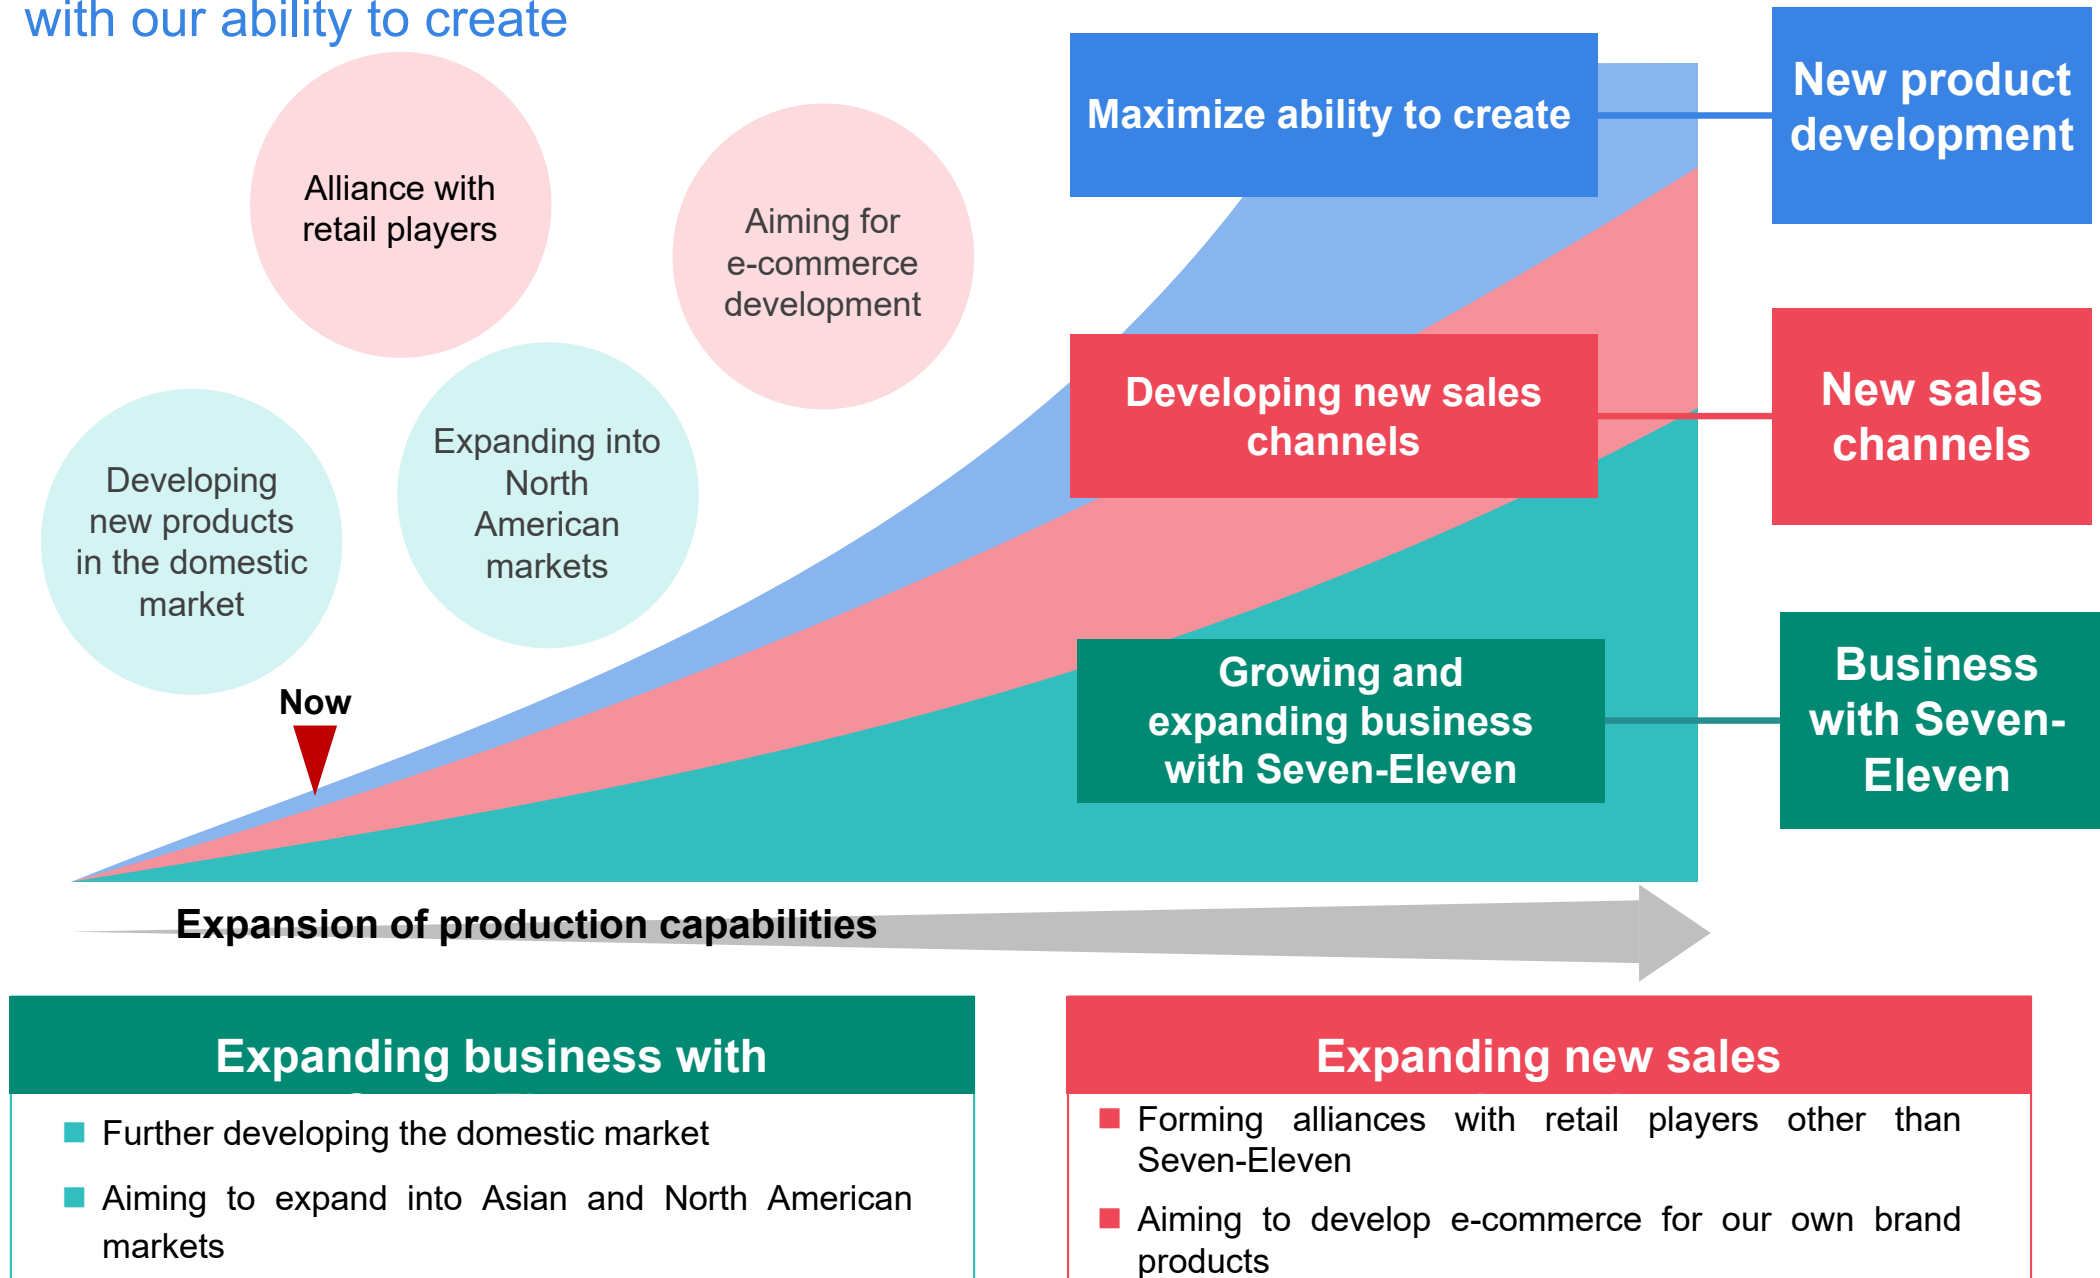 with our ability to create
Alliance with
retail players
Aiming for
e-commerce
development
Developing
new products
in the domestic
market
Expanding into
North
American
markets
Now
Maximize ability to create
New product
development
Developing new sales
channels
New sales
channels
Growing and
expanding business
with Seven-Eleven
Business
with Seven-
Eleven
Expansion of production capabilities
Expanding business with
Further developing the domestic market
Aiming to expand into Asian and North American
markets
Expanding new sales
Forming alliances with retail players other than
Seven-Eleven
Aiming to develop e-commerce for our own brand
products